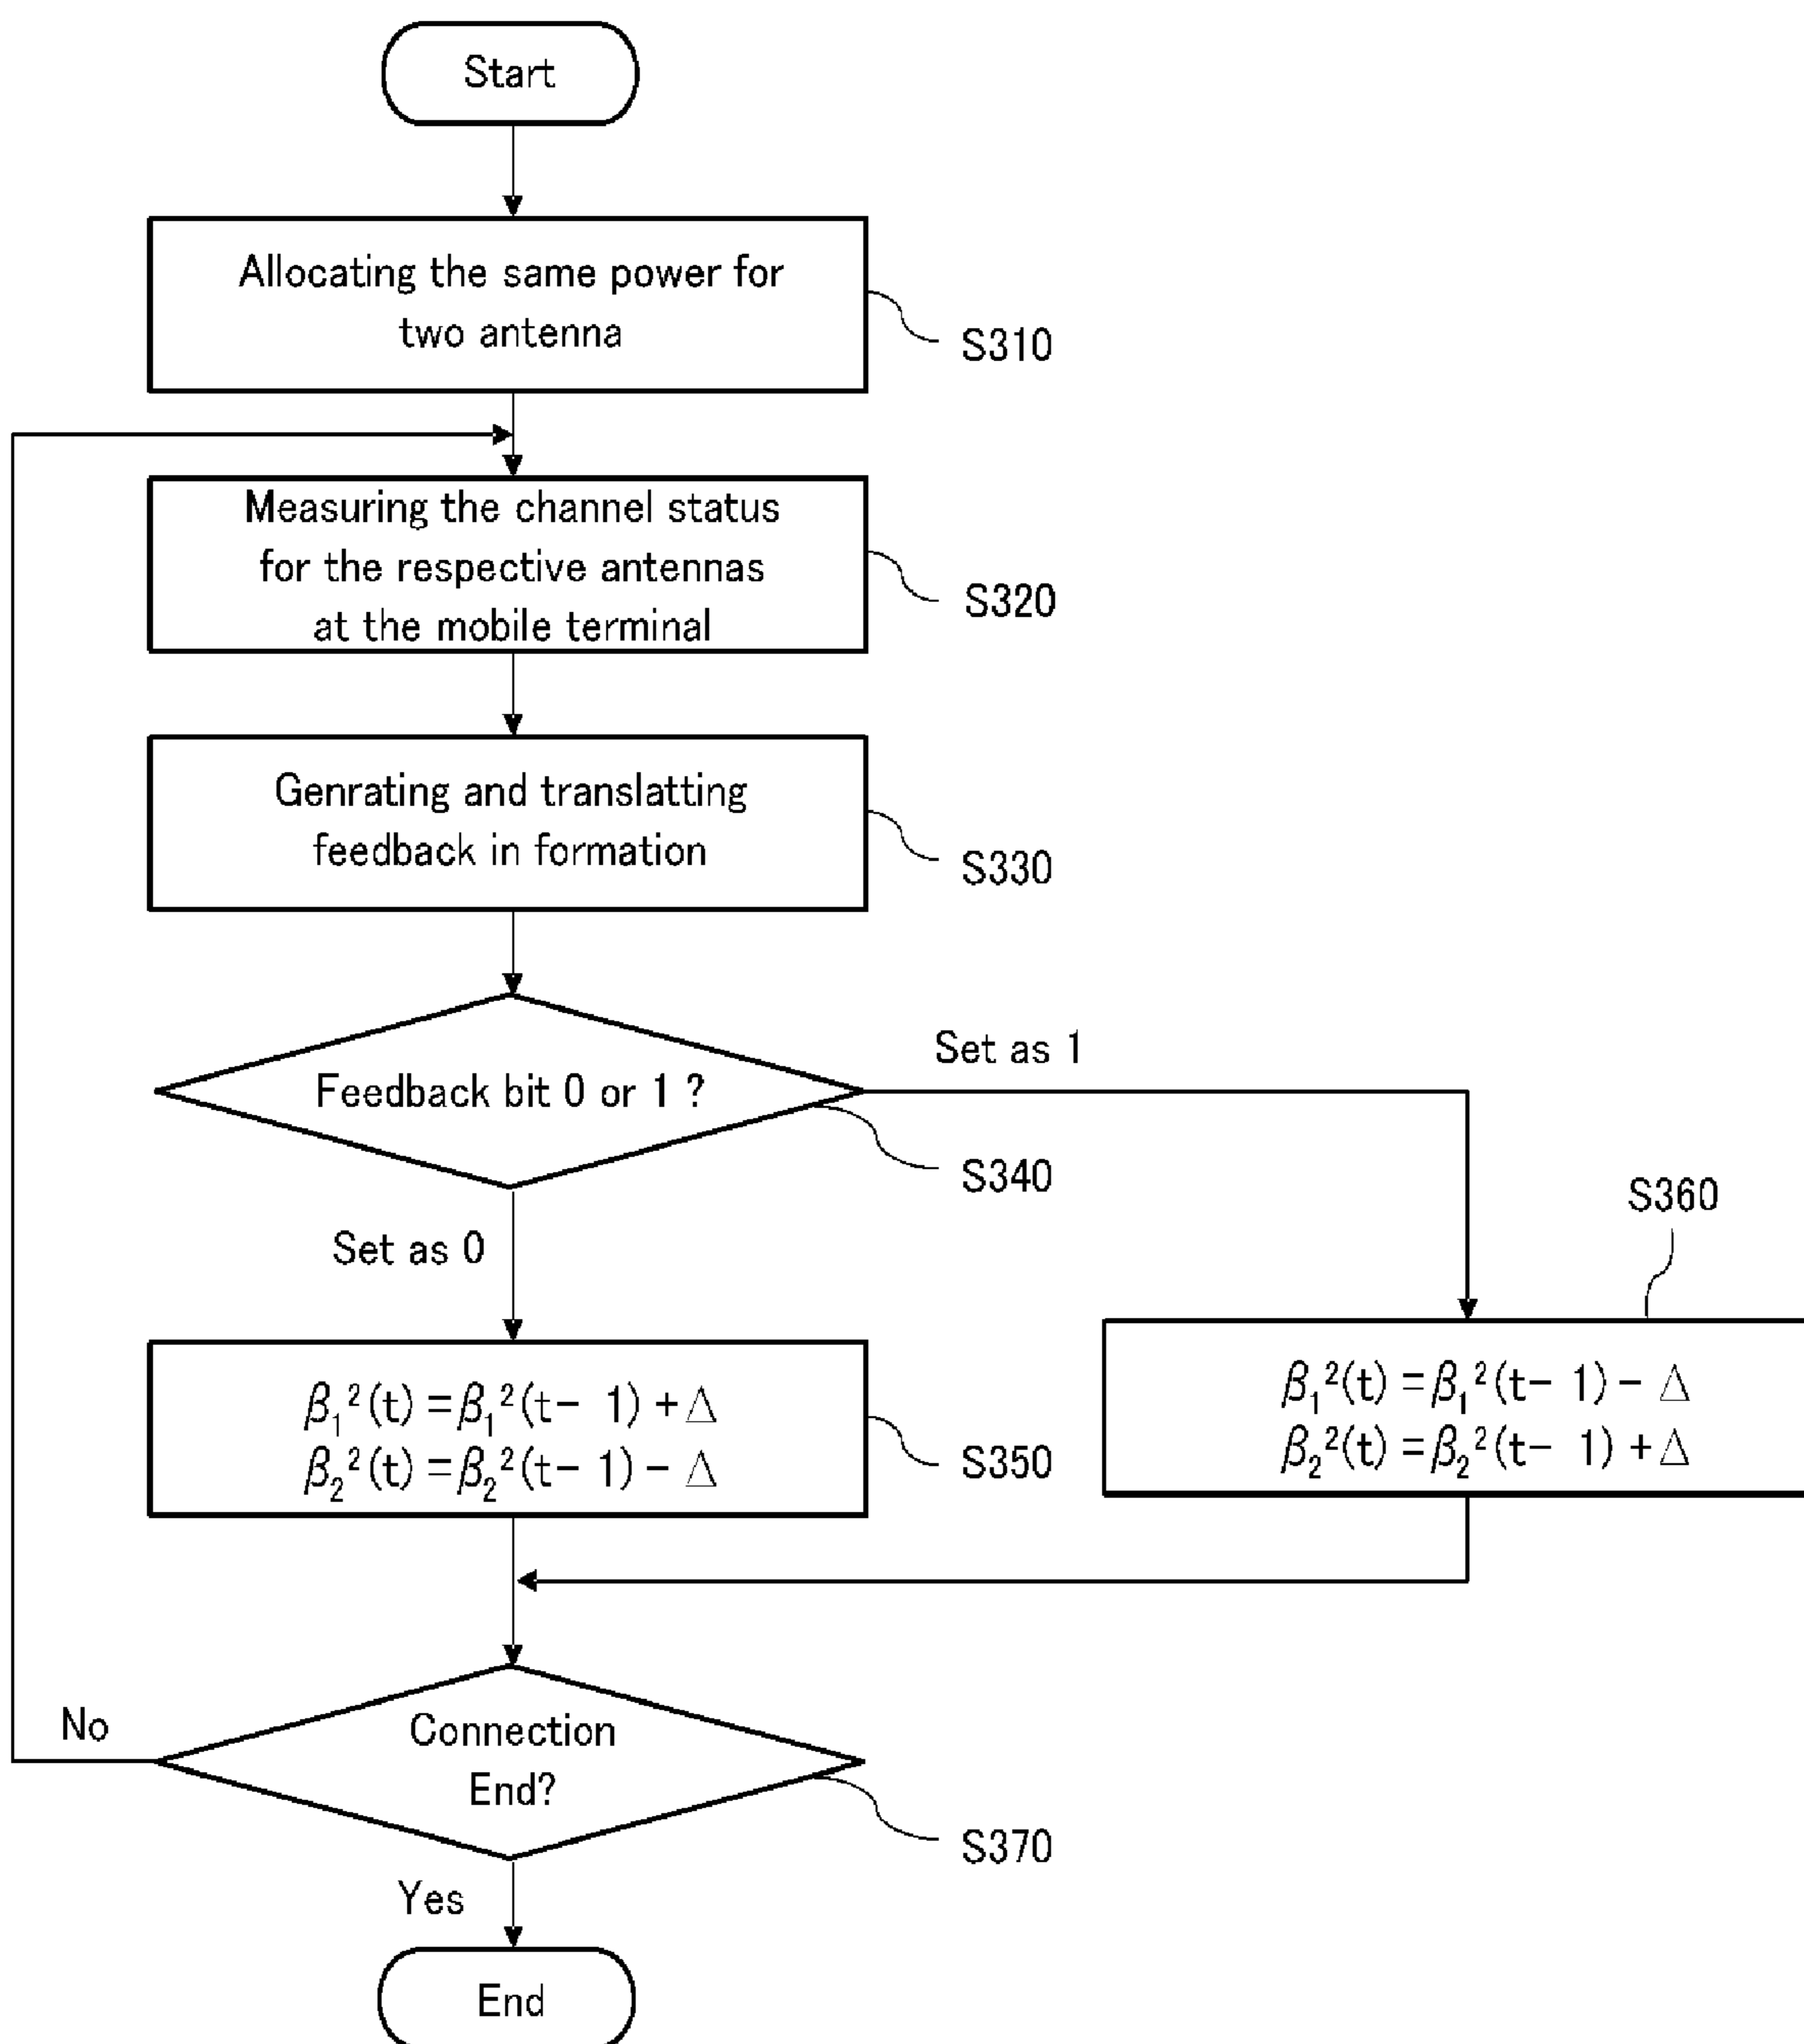 Start
Allocating the same power for
two antenna
S310
Measuring the channel status
for the respective antennas
at the mobile terminal
S320
Genrating and translatting
feedback in formation
S330
Feedback bit 0 or 1 ?
S340
Set as 1
Set as 0
S360
β₁²(t) =β₁²(t- 1) + Δ
β₂²(t) =β₂²(t- 1) - Δ
S350
β₁²(t) =β₁²(t- 1) - Δ
β₂²(t) =β₂²(t- 1) + Δ
No
Connection
End?
S370
Yes
End